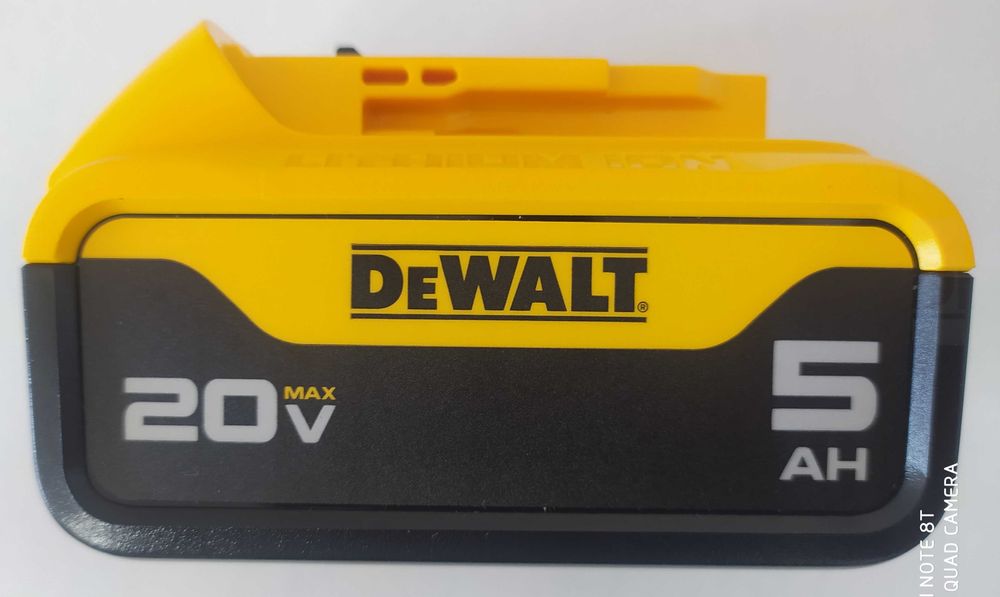 LITHIUM ION
DEWALT®
20V MAX
5
AH
I NOTE 8T
QUAD CAMERA